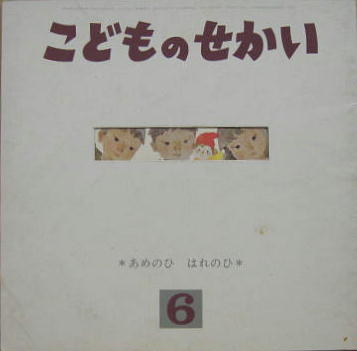 こどものせかい
＊あめのひ　はれのひ＊
6